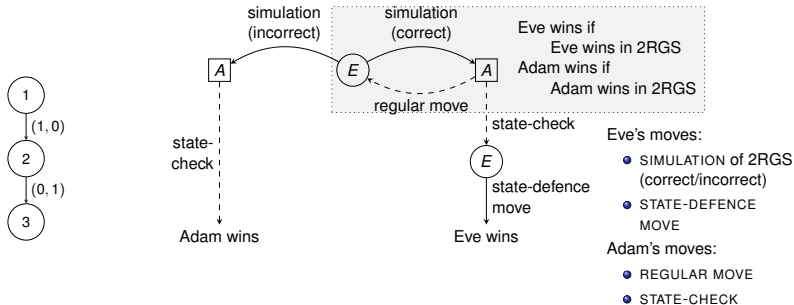 1
(1, 0)
2
(0, 1)
3
simulation
(incorrect)
simulation
(correct)
A
E
A
regular move
Eve wins if
Eve wins in 2RGS
Adam wins if
Adam wins in 2RGS
state-
check
state-check
E
state-defence
move
Adam wins
Eve wins
Eve's moves:
SIMULATION of 2RGS
(correct/incorrect)
STATE-DEFENCE
MOVE
Adam's moves:
REGULAR MOVE
STATE-CHECK